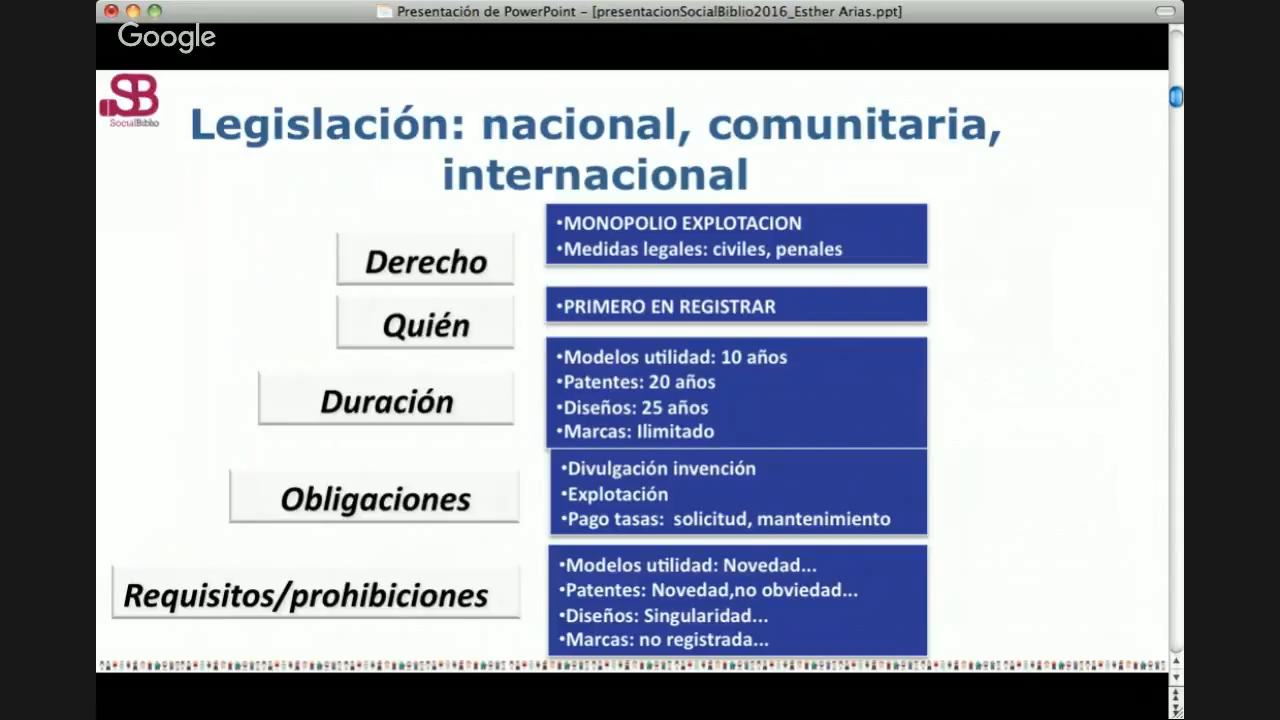 Presentación de PowerPoint - [presentacionSocialBiblio2016_Esther Arias.ppt]
Google
SB
SocialBiblio
Legislación: nacional, comunitaria,
internacional
Derecho
•MONOPOLIO EXPLOTACION
•Medidas legales: civiles, penales
Quién
•PRIMERO EN REGISTRAR
Duración
•Modelos utilidad: 10 años
•Patentes: 20 años
•Diseños: 25 años
•Marcas: Ilimitado
Obligaciones
•Divulgación invención
•Explotación
•Pago tasas:  solicitud, mantenimiento
Requisitos/prohibiciones
•Modelos utilidad: Novedad...
•Patentes: Novedad,no obviedad...
•Diseños: Singularidad...
•Marcas: no registrada...